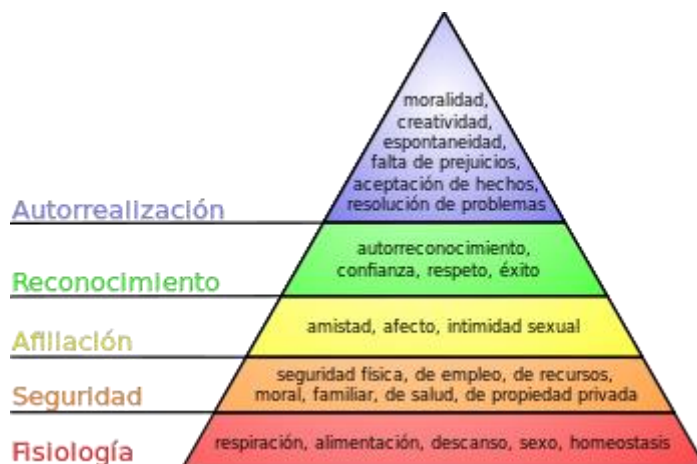 moralidad,
creatividad,
espontaneidad,
falta de prejuicios,
aceptación de hechos,
resolución de problemas
Autorrealización
autorreconocimiento,
confianza, respeto, éxito
Reconocimiento
amistad, afecto, intimidad sexual
Afiliación
seguridad física, de empleo, de recursos,
moral, familiar, de salud, de propiedad privada
Seguridad
respiración, alimentación, descanso, sexo, homeostasis
Fisiología